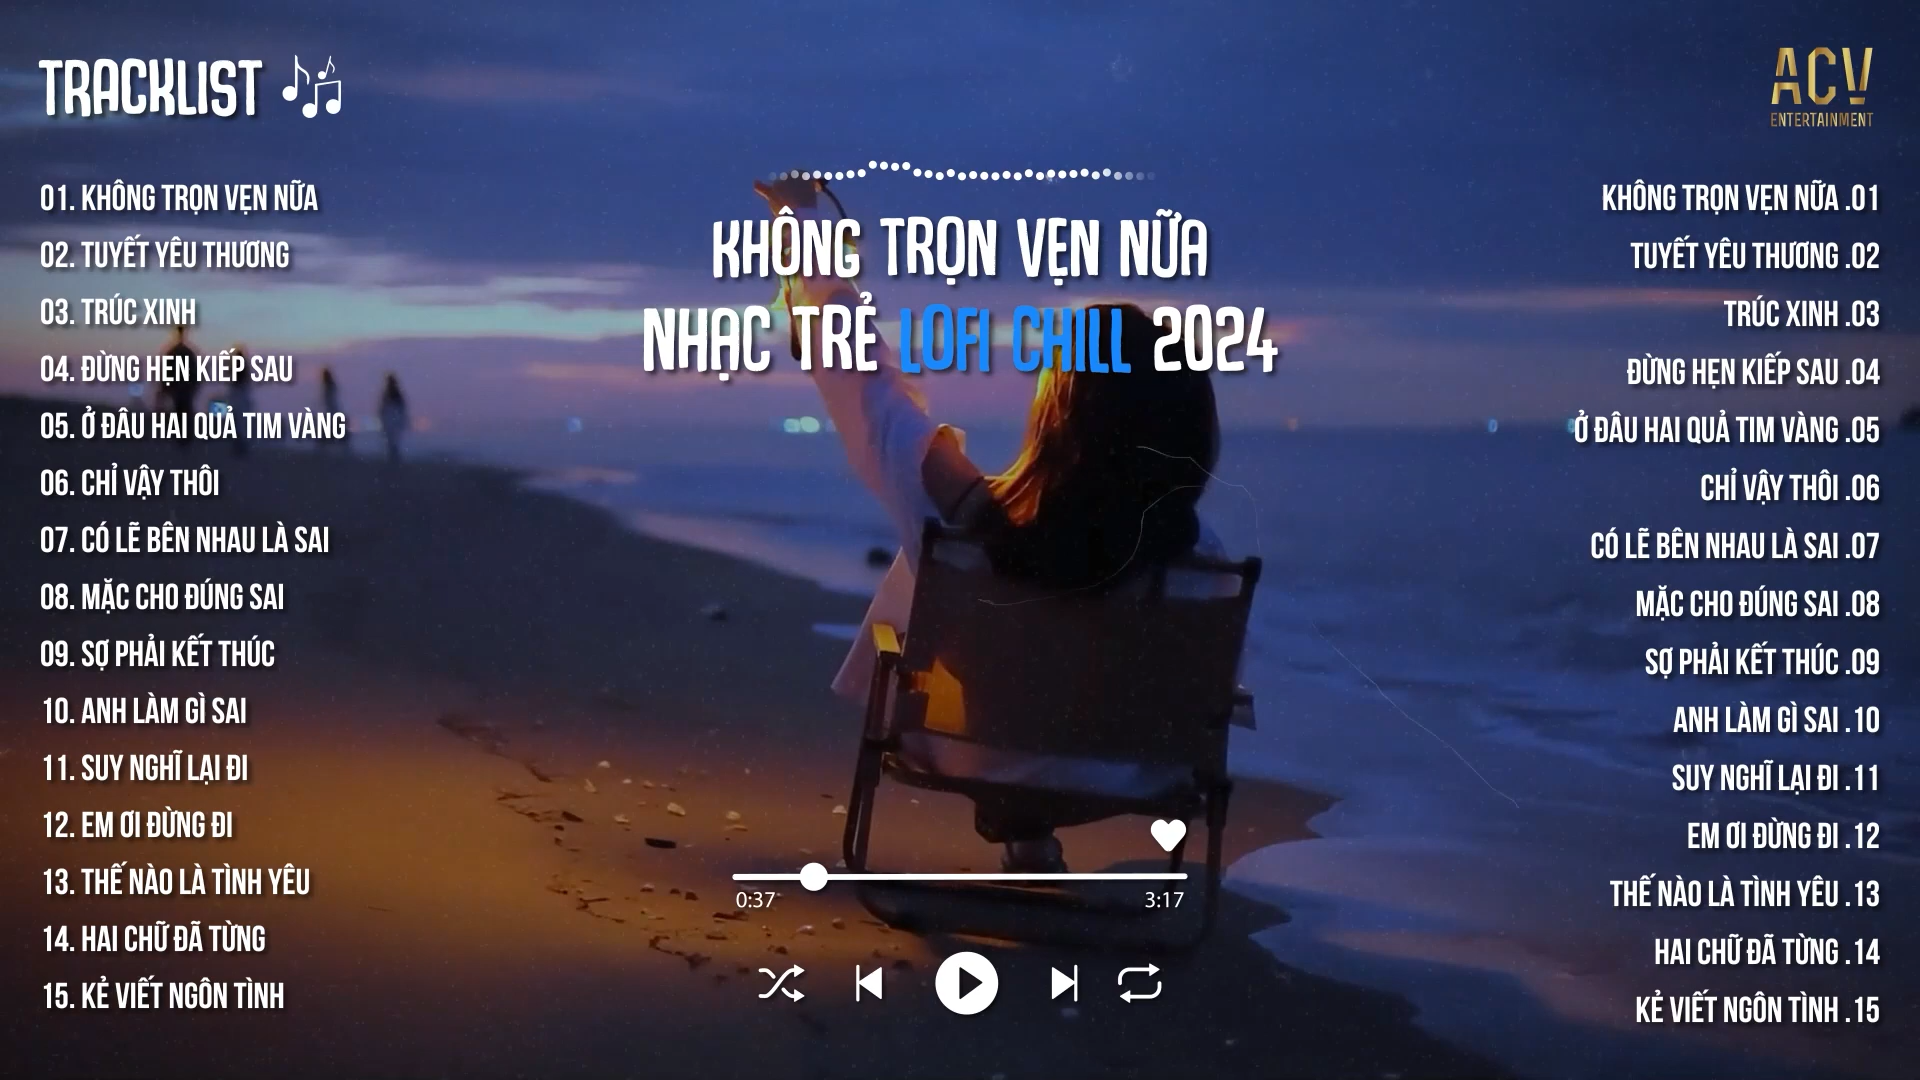 TRACKLIST
ACV
ENTERTAINMENT
KHÔNG TRỌN VẸN NỮA
NHẠC TRẺ LOFI CHILL 2024
01. KHÔNG TRỌN VẸN NỮA
02. TUYẾT YÊU THƯƠNG
03. TRÚC XINH
04. ĐỪNG HẸN KIẾP SAU
05. Ở ĐÂU HAI QUẢ TIM VÀNG
06. CHỈ VẬY THÔI
07. CÓ LẼ BÊN NHAU LÀ SAI
08. MẶC CHO ĐÚNG SAI
09. SỢ PHẢI KẾT THÚC
10. ANH LÀM GÌ SAI
11. SUY NGHĨ LẠI ĐI
12. EM ƠI ĐỪNG ĐI
13. THẾ NÀO LÀ TÌNH YÊU
14. HAI CHỮ ĐÃ TỪNG
15. KẺ VIẾT NGÔN TÌNH
KHÔNG TRỌN VẸN NỮA .01
TUYẾT YÊU THƯƠNG .02
TRÚC XINH .03
ĐỪNG HẸN KIẾP SAU .04
Ở ĐÂU HAI QUẢ TIM VÀNG .05
CHỈ VẬY THÔI .06
CÓ LẼ BÊN NHAU LÀ SAI .07
MẶC CHO ĐÚNG SAI .08
SỢ PHẢI KẾT THÚC .09
ANH LÀM GÌ SAI .10
SUY NGHĨ LẠI ĐI .11
EM ƠI ĐỪNG ĐI .12
THẾ NÀO LÀ TÌNH YÊU .13
HAI CHỮ ĐÃ TỪNG .14
KẺ VIẾT NGÔN TÌNH .15
0:37 3:17